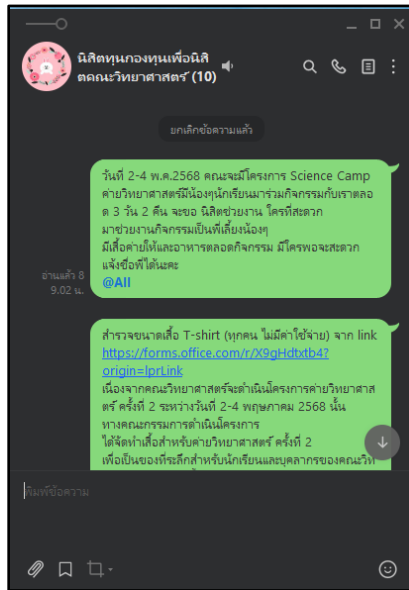 นิสิตทุนกองทุนเพื่อนิสิ
ตคณะวิทยาศาสตร์ (10)
ยกเลิกข้อความแล้ว
วันที่ 2-4 พ.ค.2568 คณะจะมีโครงการ Science Camp
ค่ายวิทยาศาสตร์มีน้องๆนักเรียนมาร่วมกิจกรรมกับเราตลอ
ด 3 วัน 2 คืน จะขอ นิสิตช่วยงาน ใครที่สะดวก
มาช่วยงานกิจกรรมเป็นพี่เลี้ยงน้องๆ
มีเสื้อค่ายให้และอาหารตลอดกิจกรรม มีใครพอจะสะดวก
แจ้งชื่อพี่ได้นะคะ
@All
อ่านแล้ว 8
9.02 น.
สำรวจขนาดเสื้อ T-shirt (ทุกคน ไม่มีค่าใช้จ่าย) จาก link
https://forms.office.com/r/X9gHdtxtb4?
origin=lprLink
เนื่องจากคณะวิทยาศาสตร์จะดำเนินโครงการค่ายวิทยาศาส
ตร์ ครั้งที่ 2 ระหว่างวันที่ 2-4 พฤษภาคม 2568 นั้น
ทางคณะกรรมการดำเนินโครงการ
ได้จัดทำเสื้อสำหรับค่ายวิทยาศาสตร์ ครั้งที่ 2
เพื่อเป็นของที่ระลึกสำหรับนักเรียนและบุคลากรของคณะวิท
พิมพ์ข้อความ